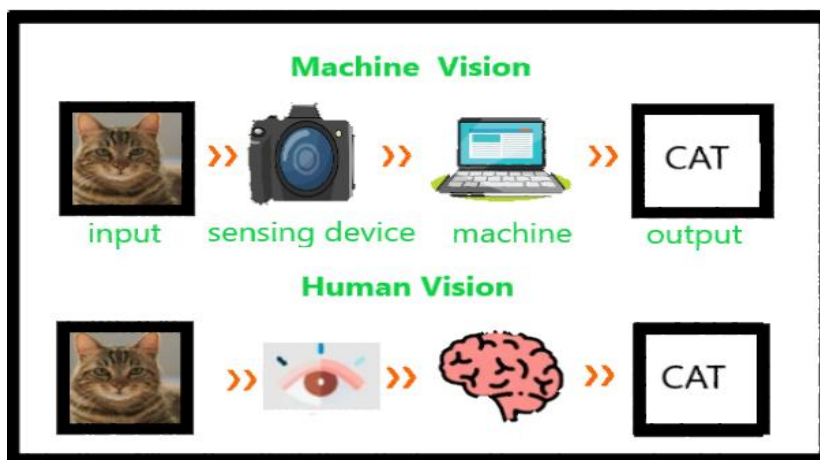 Machine Vision
CAT
input sensing device machine output
Human Vision
CAT